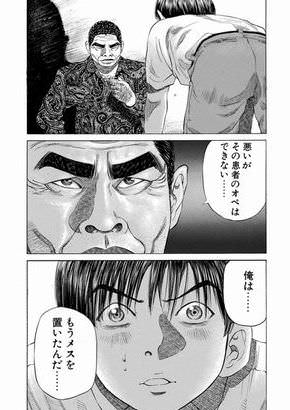 悪いが
その患者のオペは
できない……
俺は……
もうメスを
置いたんだ……